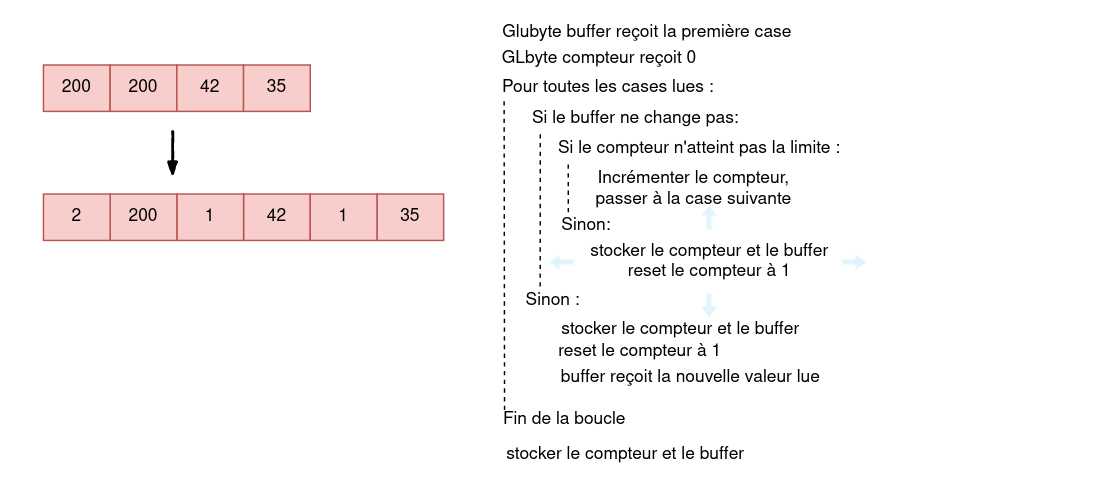 200 200 42 35
2 200 1 42 1 35
Glubyte buffer reçoit la première case
GLbyte compteur reçoit 0
Pour toutes les cases lues :
Si le buffer ne change pas:
Si le compteur n'atteint pas la limite :
Incrémenter le compteur,
passer à la case suivante
Sinon:
stocker le compteur et le buffer
reset le compteur à 1
Sinon :
stocker le compteur et le buffer
reset le compteur à 1
buffer reçoit la nouvelle valeur lue
Fin de la boucle
stocker le compteur et le buffer